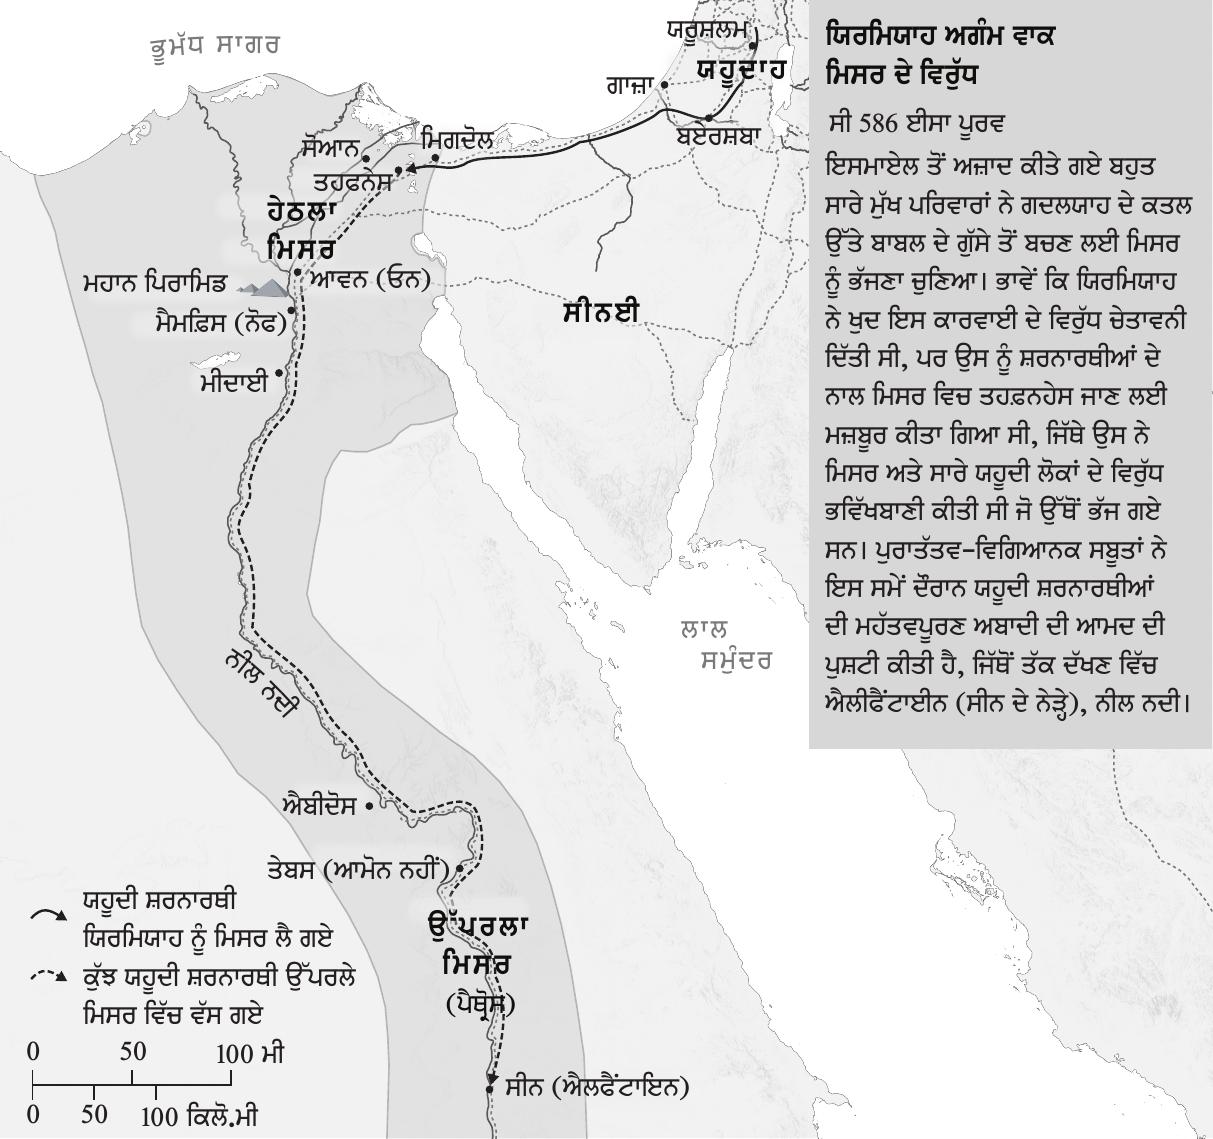 ਯਿਰਮਿਯਾਹ ਅਗੰਮ ਵਾਕ
ਮਿਸਰ ਦੇ ਵਿਰੁੱਧ
ਸੀ 586 ਈਸਾ ਪੂਰਵ
ਇਸਮਾਏਲ ਤੋਂ ਅਜ਼ਾਦ ਕੀਤੇ ਗਏ ਬਹੁਤ
ਸਾਰੇ ਮੁੱਖ ਪਰਿਵਾਰਾਂ ਨੇ ਗਦਲਯਾਹ ਦੇ ਕਤਲ
ਉੱਤੇ ਬਾਬਲ ਦੇ ਗੁੱਸੇ ਤੋਂ ਬਚਣ ਲਈ ਮਿਸਰ
ਨੂੰ ਭੱਜਣਾ ਚੁਣਿਆ। ਭਾਵੇਂ ਕਿ ਯਿਰਮਿਯਾਹ
ਨੇ ਖੁਦ ਇਸ ਕਾਰਵਾਈ ਦੇ ਵਿਰੁੱਧ ਚੇਤਾਵਨੀ
ਦਿੱਤੀ ਸੀ, ਪਰ ਉਸ ਨੂੰ ਸ਼ਰਨਾਰਥੀਆਂ ਦੇ
ਨਾਲ ਮਿਸਰ ਵਿਚ ਤਹਫ਼ਨਹੇਸ ਜਾਣ ਲਈ
ਮਜ਼ਬੂਰ ਕੀਤਾ ਗਿਆ ਸੀ, ਜਿੱਥੇ ਉਸ ਨੇ
ਮਿਸਰ ਅਤੇ ਸਾਰੇ ਯਹੂਦੀ ਲੋਕਾਂ ਦੇ ਵਿਰੁੱਧ
ਭਵਿੱਖਬਾਣੀ ਕੀਤੀ ਸੀ ਜੋ ਉੱਥੋਂ ਭੱਜ ਗਏ
ਸਨ। ਪੁਰਾਤੱਤਵ-ਵਿਗਿਆਨਕ ਸਬੂਤਾਂ ਨੇ
ਇਸ ਸਮੇਂ ਦੌਰਾਨ ਯਹੂਦੀ ਸ਼ਰਨਾਰਥੀਆਂ
ਦੀ ਮਹੱਤਵਪੂਰਣ ਅਬਾਦੀ ਦੀ ਆਮਦ ਦੀ
ਪੁਸ਼ਟੀ ਕੀਤੀ ਹੈ, ਜਿੱਥੋਂ ਤੱਕ ਦੱਖਣ ਵਿੱਚ
ਐਲੀਫੈਂਟਾਈਨ (ਸੀਨ ਦੇ ਨੇੜ੍ਹੇ), ਨੀਲ ਨਦੀ।
ਭੂਮੱਧ ਸਾਗਰ
ਯਰੂਸ਼ਲਮ
ਯਹੂਦਾਹ
ਗਾਜ਼ਾ
ਬਏਰਸ਼ਬਾ
ਮਿਗਦੋਲ
ਸੋਆਨ
ਤਹਫਨੇਸ਼
ਹੇਠਲਾ
ਮਿਸਰ
ਆਵਨ (ਓਨ)
ਮਹਾਨ ਪਿਰਾਮਿਡ
ਮੈਮਫ਼ਿਸ (ਨੋਫ)
ਮੀਦਾਈ
ਸੀਨਈ
ਲਾਲ
ਸਮੁੰਦਰ
ਨੀਲ ਨਦੀ
ਐਬੀਦੋਸ
ਤੇਬਸ (ਆਮੋਨ ਨਹੀਂ)
ਉੱਪਰਲਾ
ਮਿਸਰ
(ਪੈਥ੍ਰੋਸ)
ਸੀਨ (ਐਲਫੈਂਟਾਇਨ)
ਯਹੂਦੀ ਸ਼ਰਨਾਰਥੀ
ਯਿਰਮਿਯਾਹ ਨੂੰ ਮਿਸਰ ਲੈ ਗਏ
ਕੁੱਝ ਯਹੂਦੀ ਸ਼ਰਨਾਰਥੀ ਉੱਪਰਲੇ
ਮਿਸਰ ਵਿੱਚ ਵੱਸ ਗਏ
0 50 100 ਮੀ
0 50 100 ਕਿਲੋ.ਮੀ